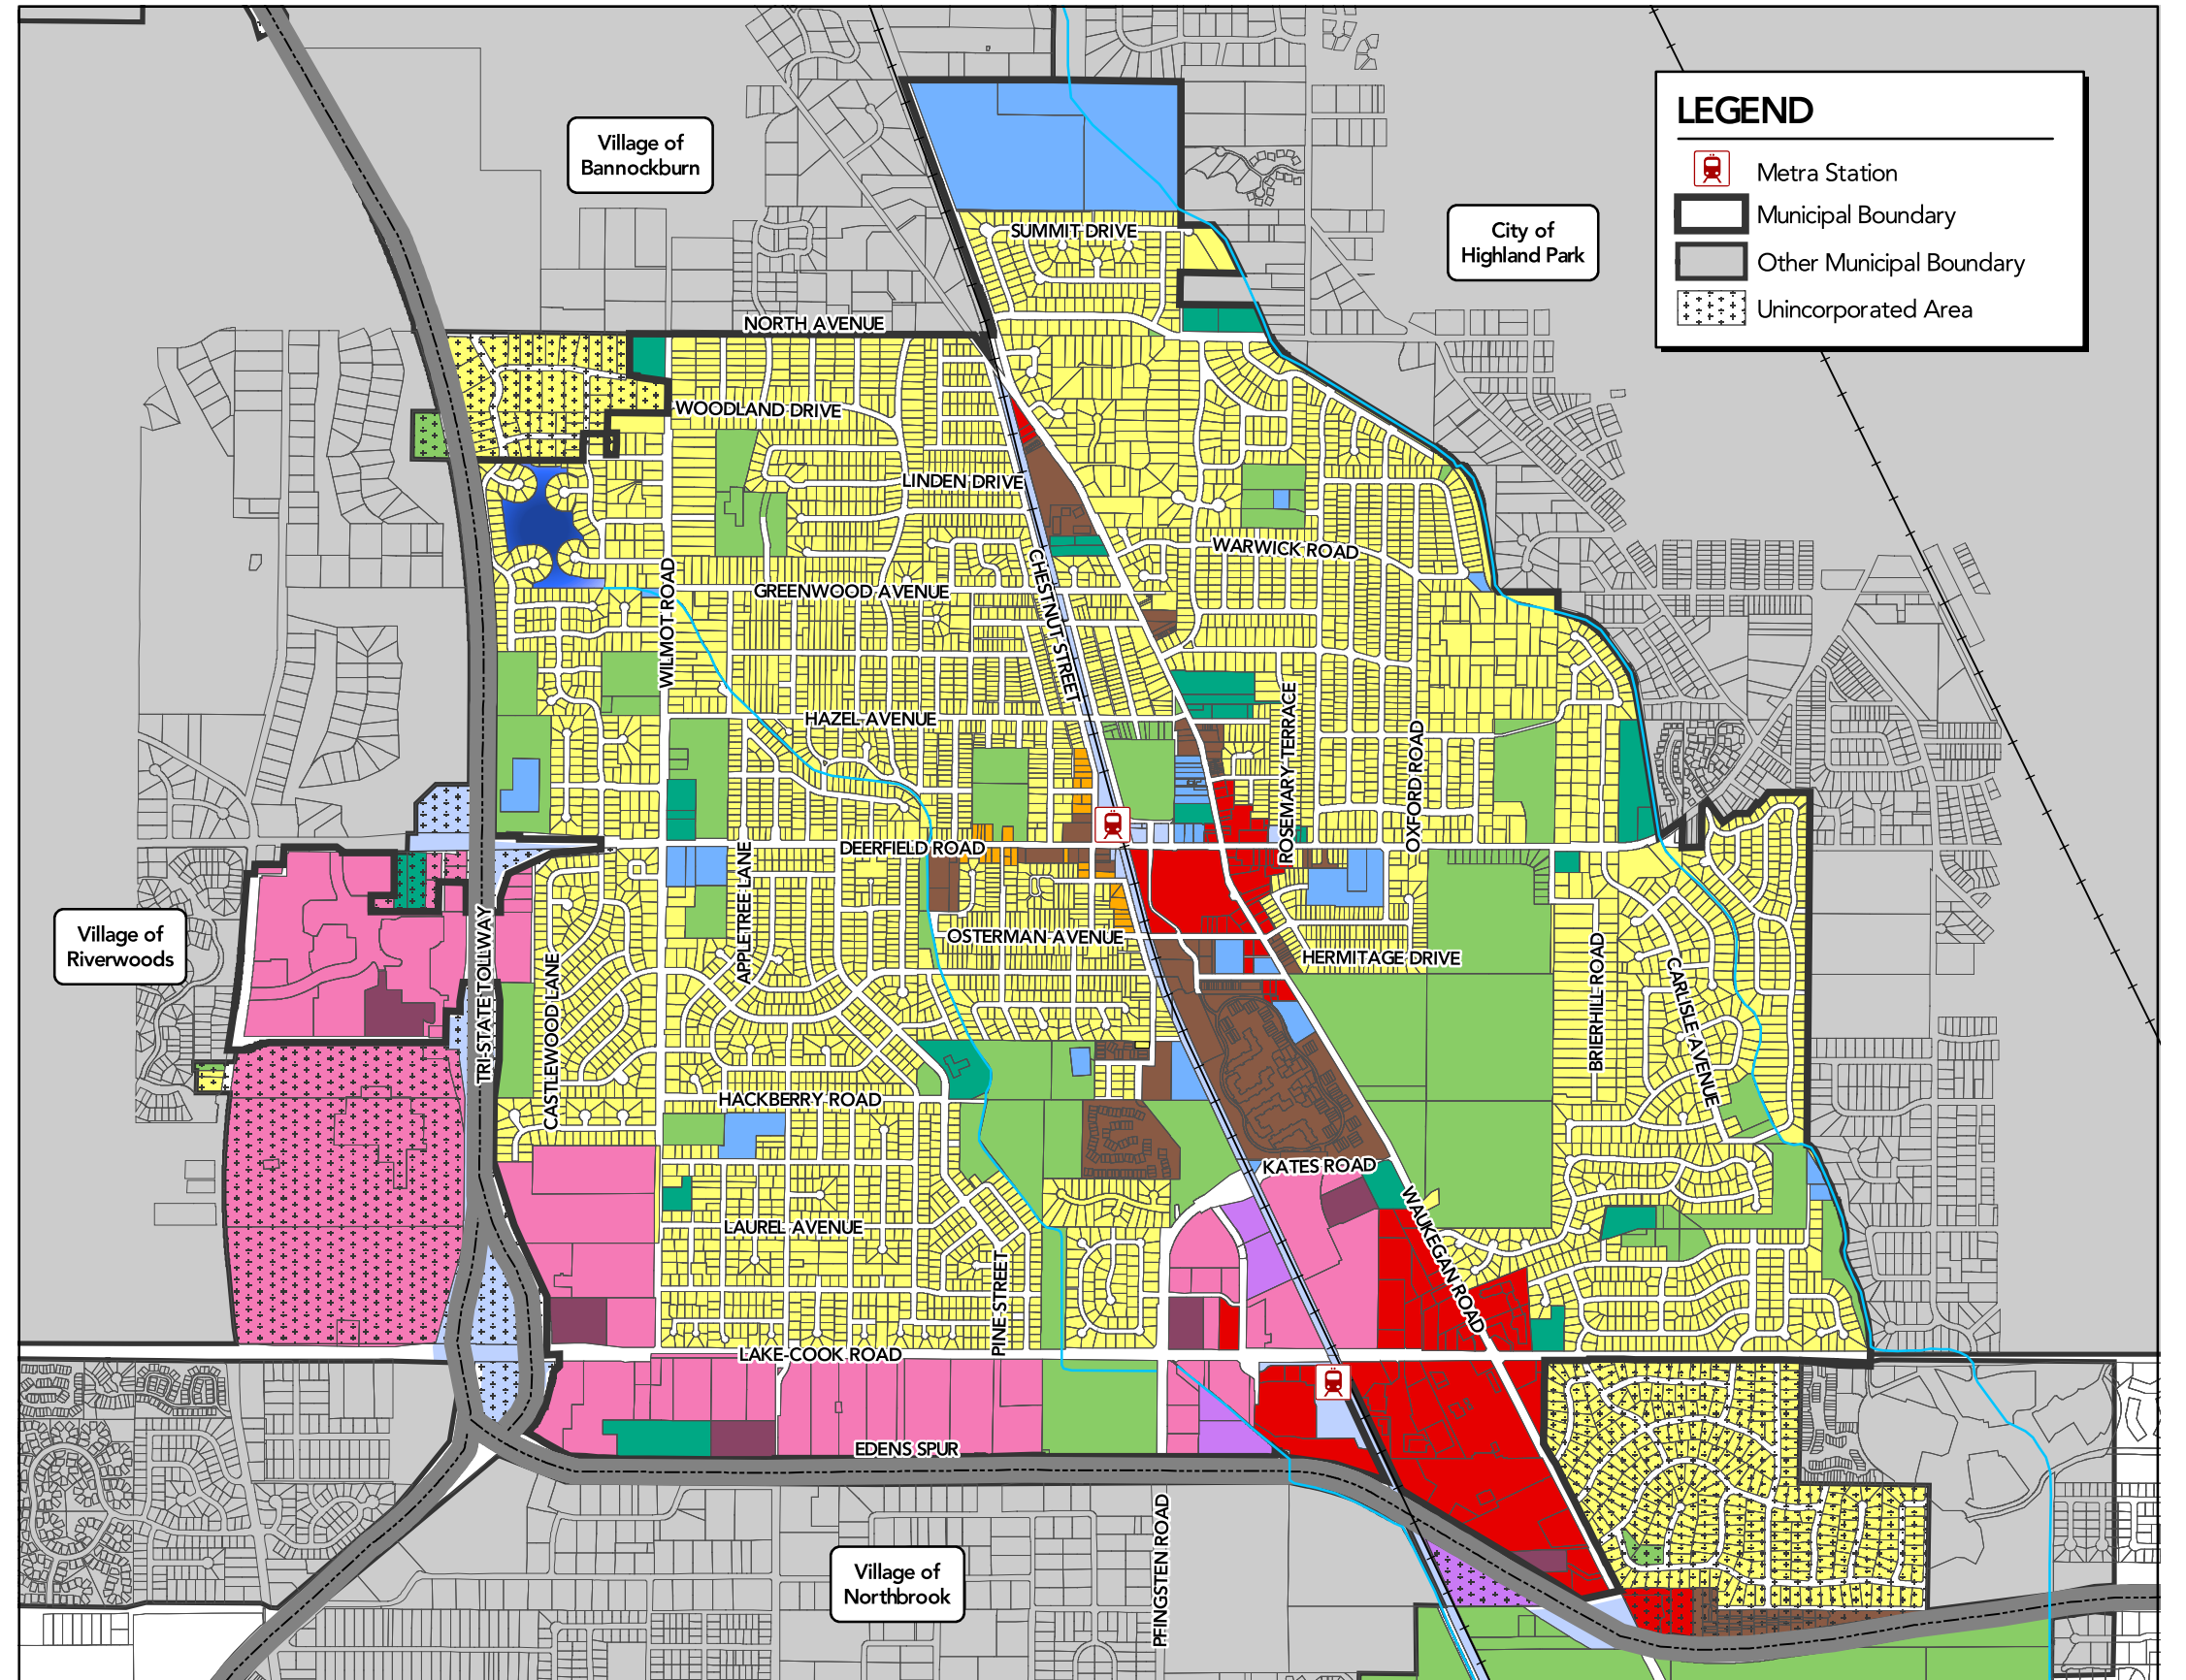 LEGEND
Metra Station
Municipal Boundary
Other Municipal Boundary
Unincorporated Area
Village of
Bannockburn
City of
Highland Park
SUMMIT DRIVE
NORTH AVENUE
WOODLAND DRIVE
LINDEN DRIVE
WARWICK ROAD
CHESTNUT STREET
WILMOT ROAD
GREENWOOD AVENUE
HAZEL AVENUE
ROSEMARY TERRACE
OXFORD ROAD
DEERFIELD ROAD
APPLETREE LANE
Village of
Riverwoods
TRI-STATE TOLLWAY
CASTLEWOOD LANE
OSTERMAN AVENUE
HERMITAGE DRIVE
BRIERHILL ROAD
CARLISLE AVENUE
HACKBERRY ROAD
KATES ROAD
WAUKEGAN ROAD
LAUREL AVENUE
PINE STREET
LAKE-COOK ROAD
EDENS SPUR
PFINGSTEN ROAD
Village of
Northbrook